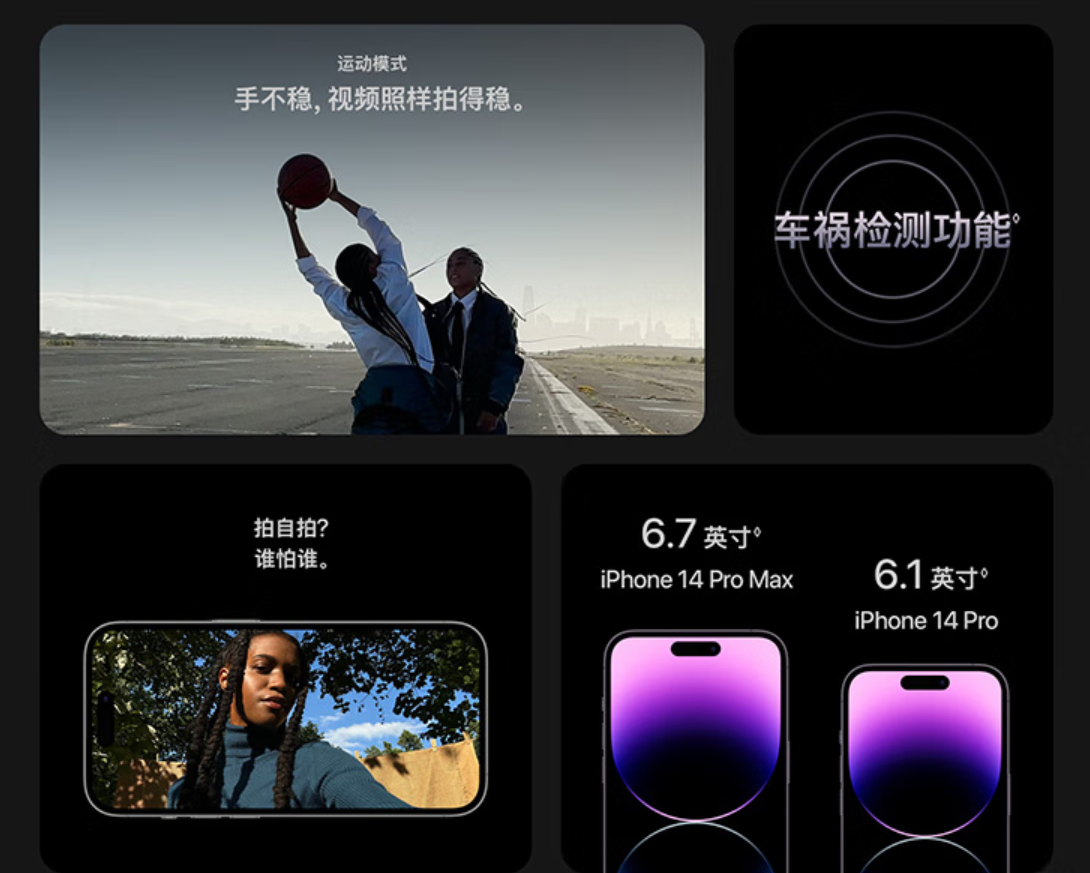 运动模式
手不稳，视频照样拍得稳。
车祸检测功能◊
拍自拍？
谁怕谁。
6.7 英寸◊
iPhone 14 Pro Max
6.1 英寸◊
iPhone 14 Pro